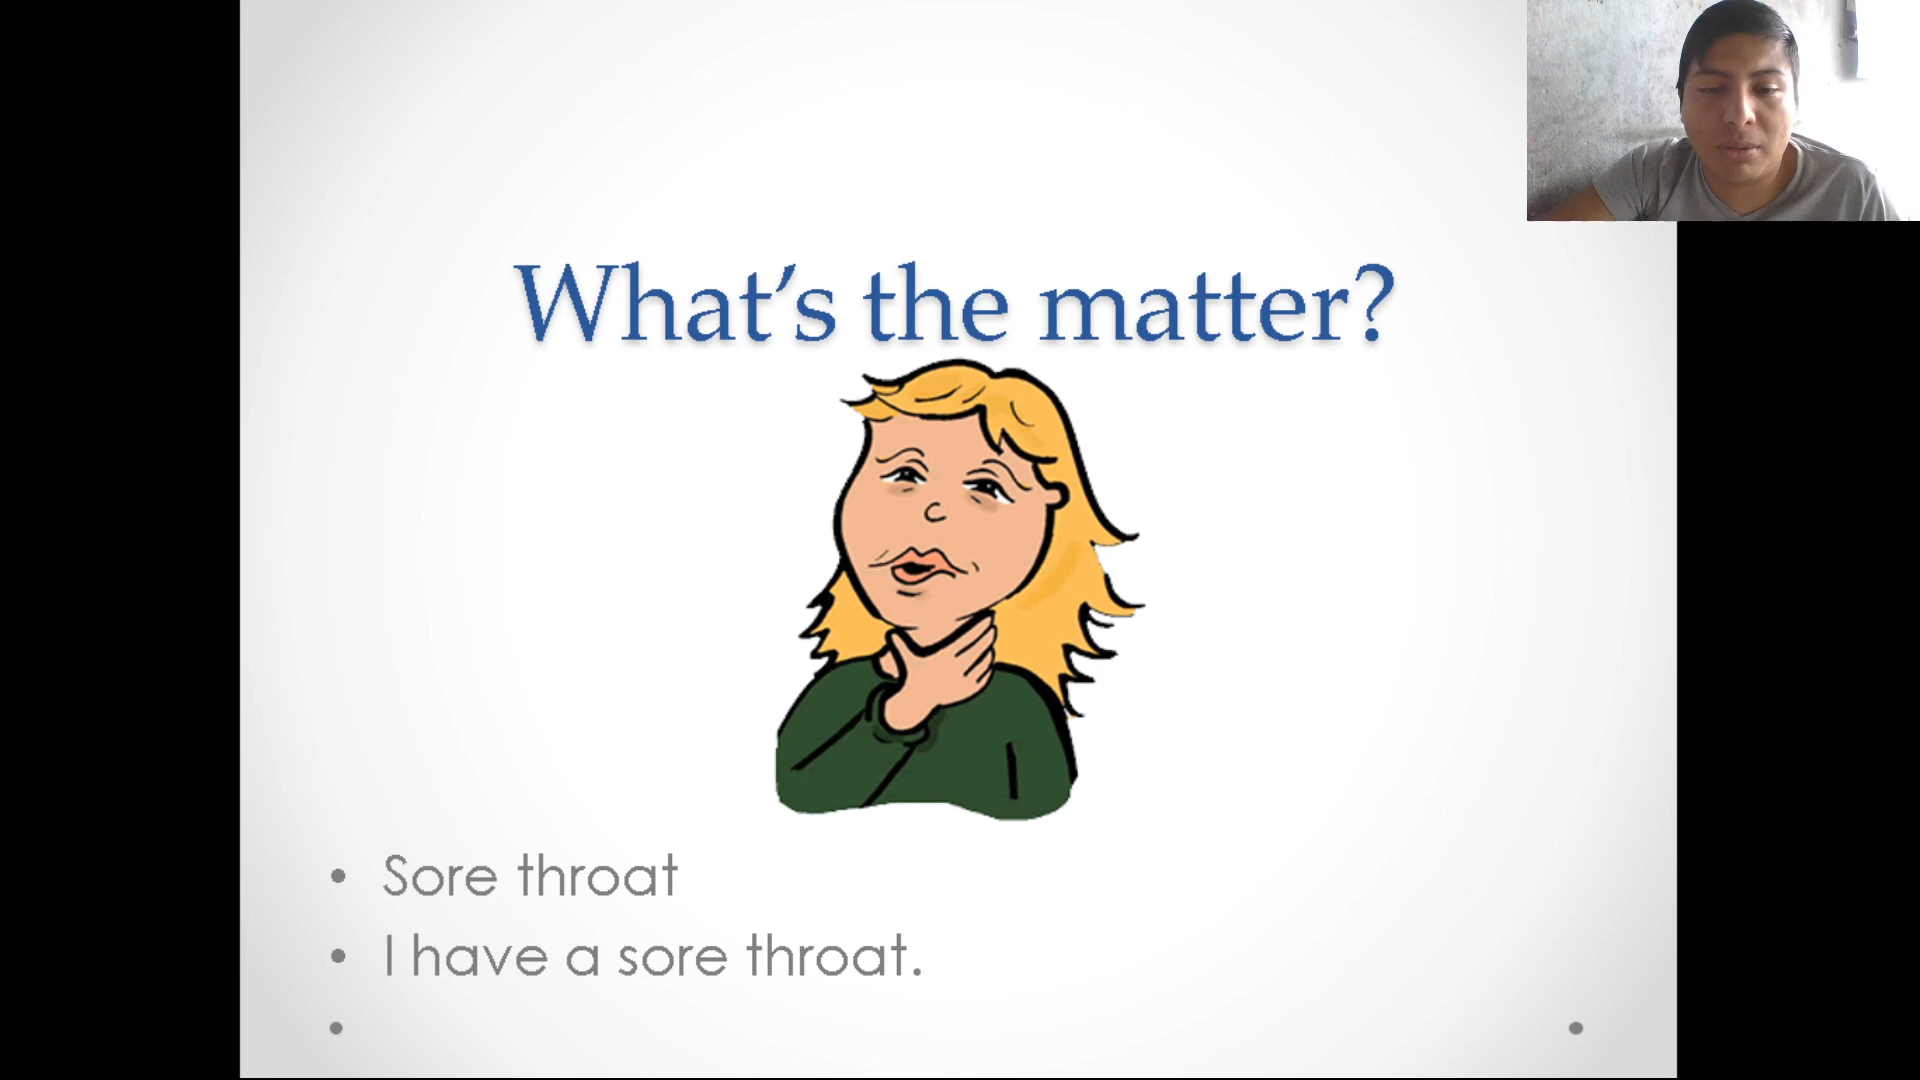 What’s the matter?
• Sore throat
• I have a sore throat.